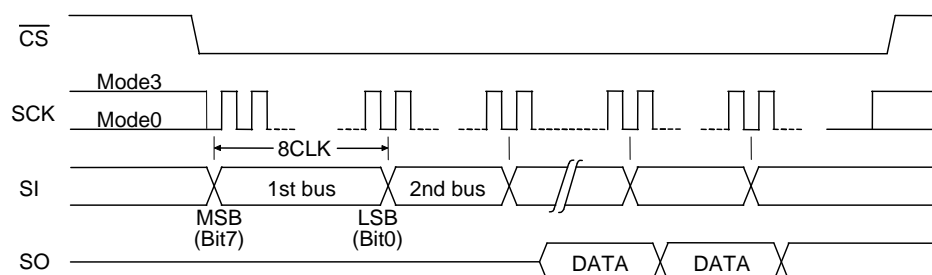 CS
Mode3
SCK
Mode0
8CLK
SI
1st bus
2nd bus
MSB
(Bit7)
LSB
(Bit0)
SO
DATA
DATA